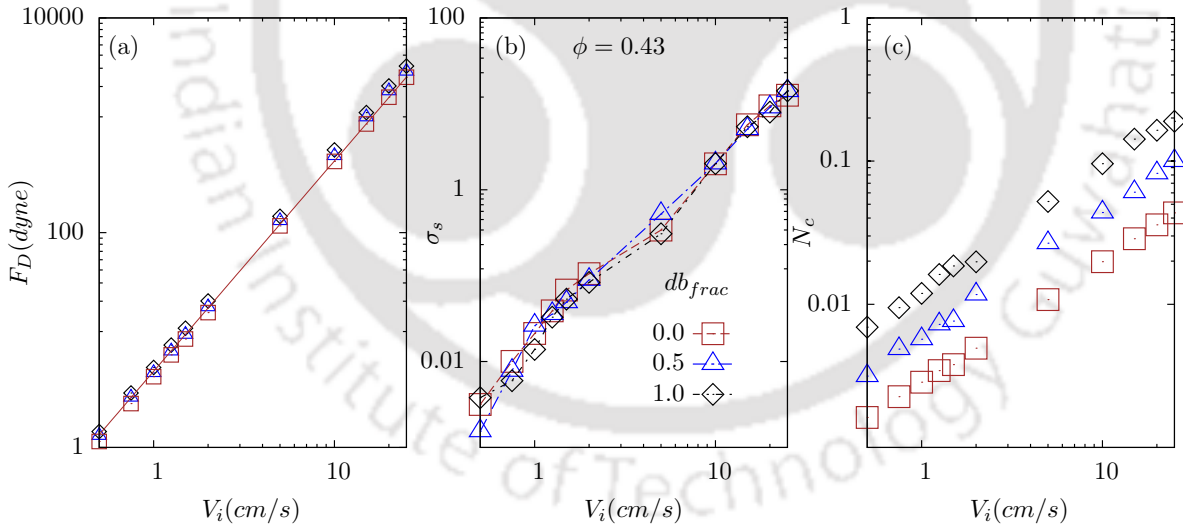 (a)
F_D(dyne)
10000
100
1
1
10
V_i(cm/s)
(b)
ϕ = 0.43
σ_s
100
1
0.01
db_frac
0.0
0.5
1.0
1
10
V_i(cm/s)
(c)
N_c
1
0.1
0.01
1
10
V_i(cm/s)
Indian Institute of Technology Guwahati